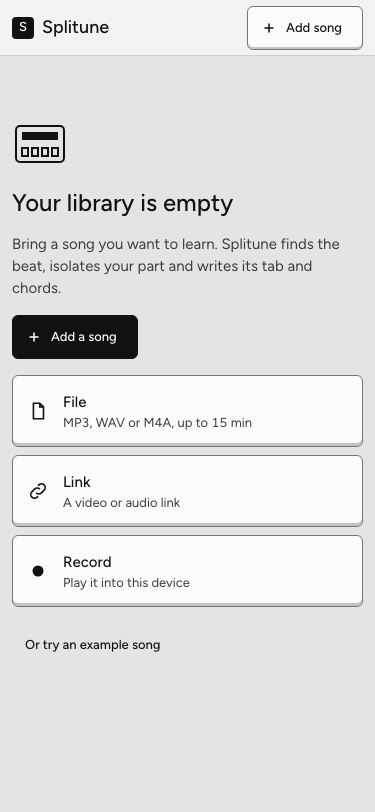 S Splitune
+ Add song
Your library is empty
Bring a song you want to learn. Splitune finds the
beat, isolates your part and writes its tab and
chords.
+ Add a song
File
MP3, WAV or M4A, up to 15 min
Link
A video or audio link
Record
Play it into this device
Or try an example song